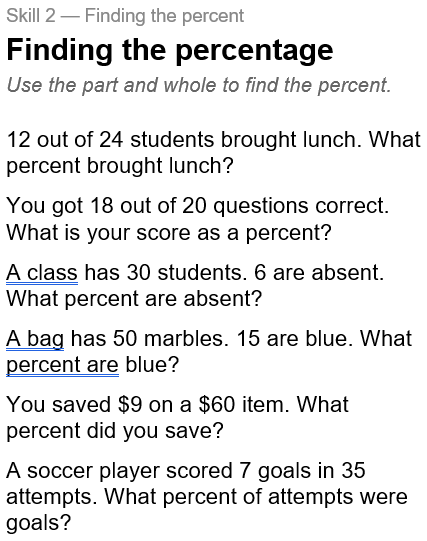 Skill 2 — Finding the percent
Finding the percentage
Use the part and whole to find the percent.
12 out of 24 students brought lunch. What
percent brought lunch?
You got 18 out of 20 questions correct.
What is your score as a percent?
A class has 30 students. 6 are absent.
What percent are absent?
A bag has 50 marbles. 15 are blue. What
percent are blue?
You saved $9 on a $60 item. What
percent did you save?
A soccer player scored 7 goals in 35
attempts. What percent of attempts were
goals?